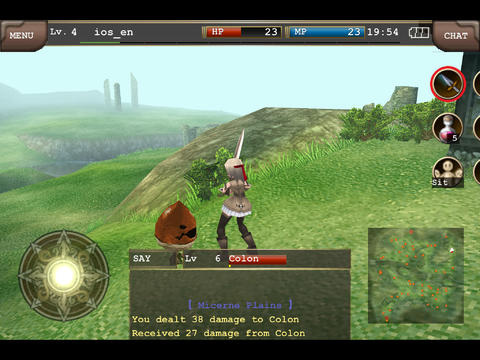 MENU Lv. 4 ios_en HP 23 MP 23 19:54 CHAT
5
Sit
SAY Lv 6 Colon
[ Micerne Plains ]
You dealt 38 damage to Colon
Received 27 damage from Colon